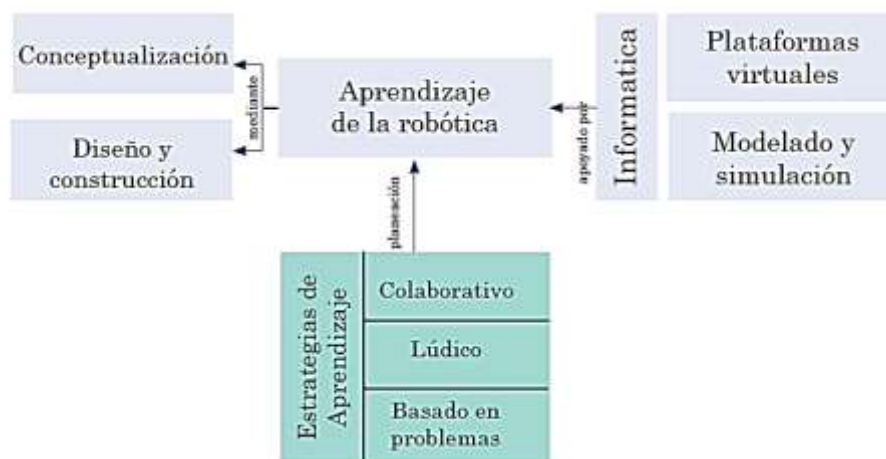 Conceptualización
Diseño y
construcción
mediante
Aprendizaje
de la robótica
apoyado por
Informatica
Plataformas
virtuales
Modelado y
simulación
planeación
Estrategias de
Aprendizaje
Colaborativo
Lúdico
Basado en
problemas